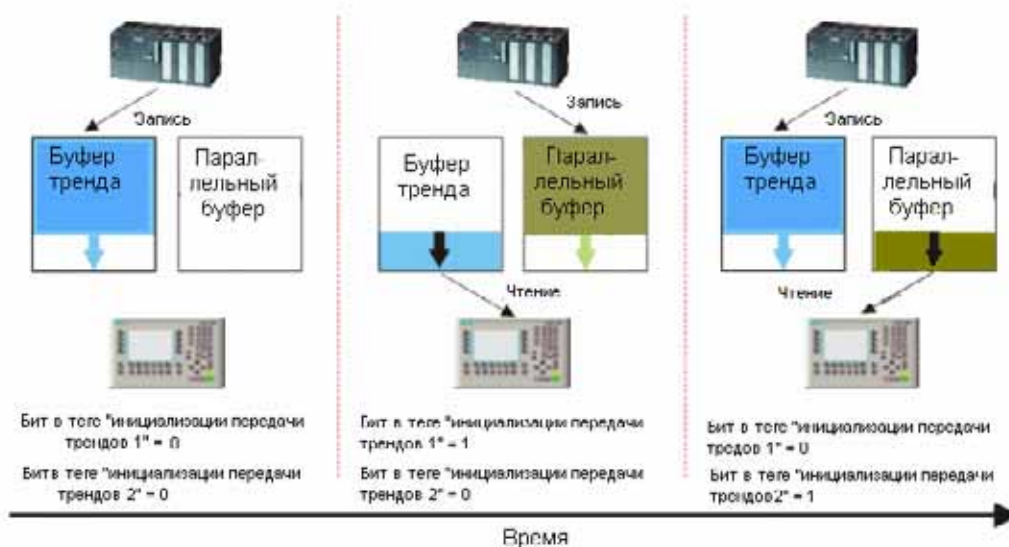 Запись
Буфер
тренда
Парал-
лельный
буфер
Бит в теге "инициализации передачи
трендов 1" = 0
Бит в теге "инициализации передачи
трендов 2" = 0
Запись
Буфер
тренда
Парал-
лельный
буфер
Чтение
Бит в теге "инициализации передачи
трендов 1" = 1
Бит в теге "инициализации передачи
трендов 2" = 0
Запись
Буфер
тренда
Парал-
лельный
буфер
Чтение
Бит в теге "инициализации передачи
тредов 1" = 0
Бит в теге "инициализации передачи
трендов2" = 1
Время